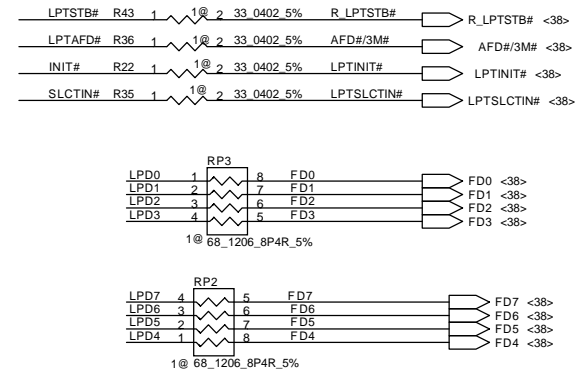 LPTSTB# R43 1 1@ 2 33_0402_5% R_LPTSTB# R_LPTSTB# <38>
LPTAFD# R36 1 1@ 2 33_0402_5% AFD#/3M# AFD#/3M# <38>
INIT# R22 1 1@ 2 33_0402_5% LPTINIT# LPTINIT# <38>
SLCTIN# R35 1 1@ 2 33_0402_5% LPTSLCTIN# LPTSLCTIN# <38>
RP3
LPD0 1 8 FD0 FD0 <38>
LPD1 2 7 FD1 FD1 <38>
LPD2 3 6 FD2 FD2 <38>
LPD3 4 5 FD3 FD3 <38>
1@ 68_1206_8P4R_5%
RP2
LPD7 4 5 FD7 FD7 <38>
LPD6 3 6 FD6 FD6 <38>
LPD5 2 7 FD5 FD5 <38>
LPD4 1 8 FD4 FD4 <38>
1@ 68_1206_8P4R_5%